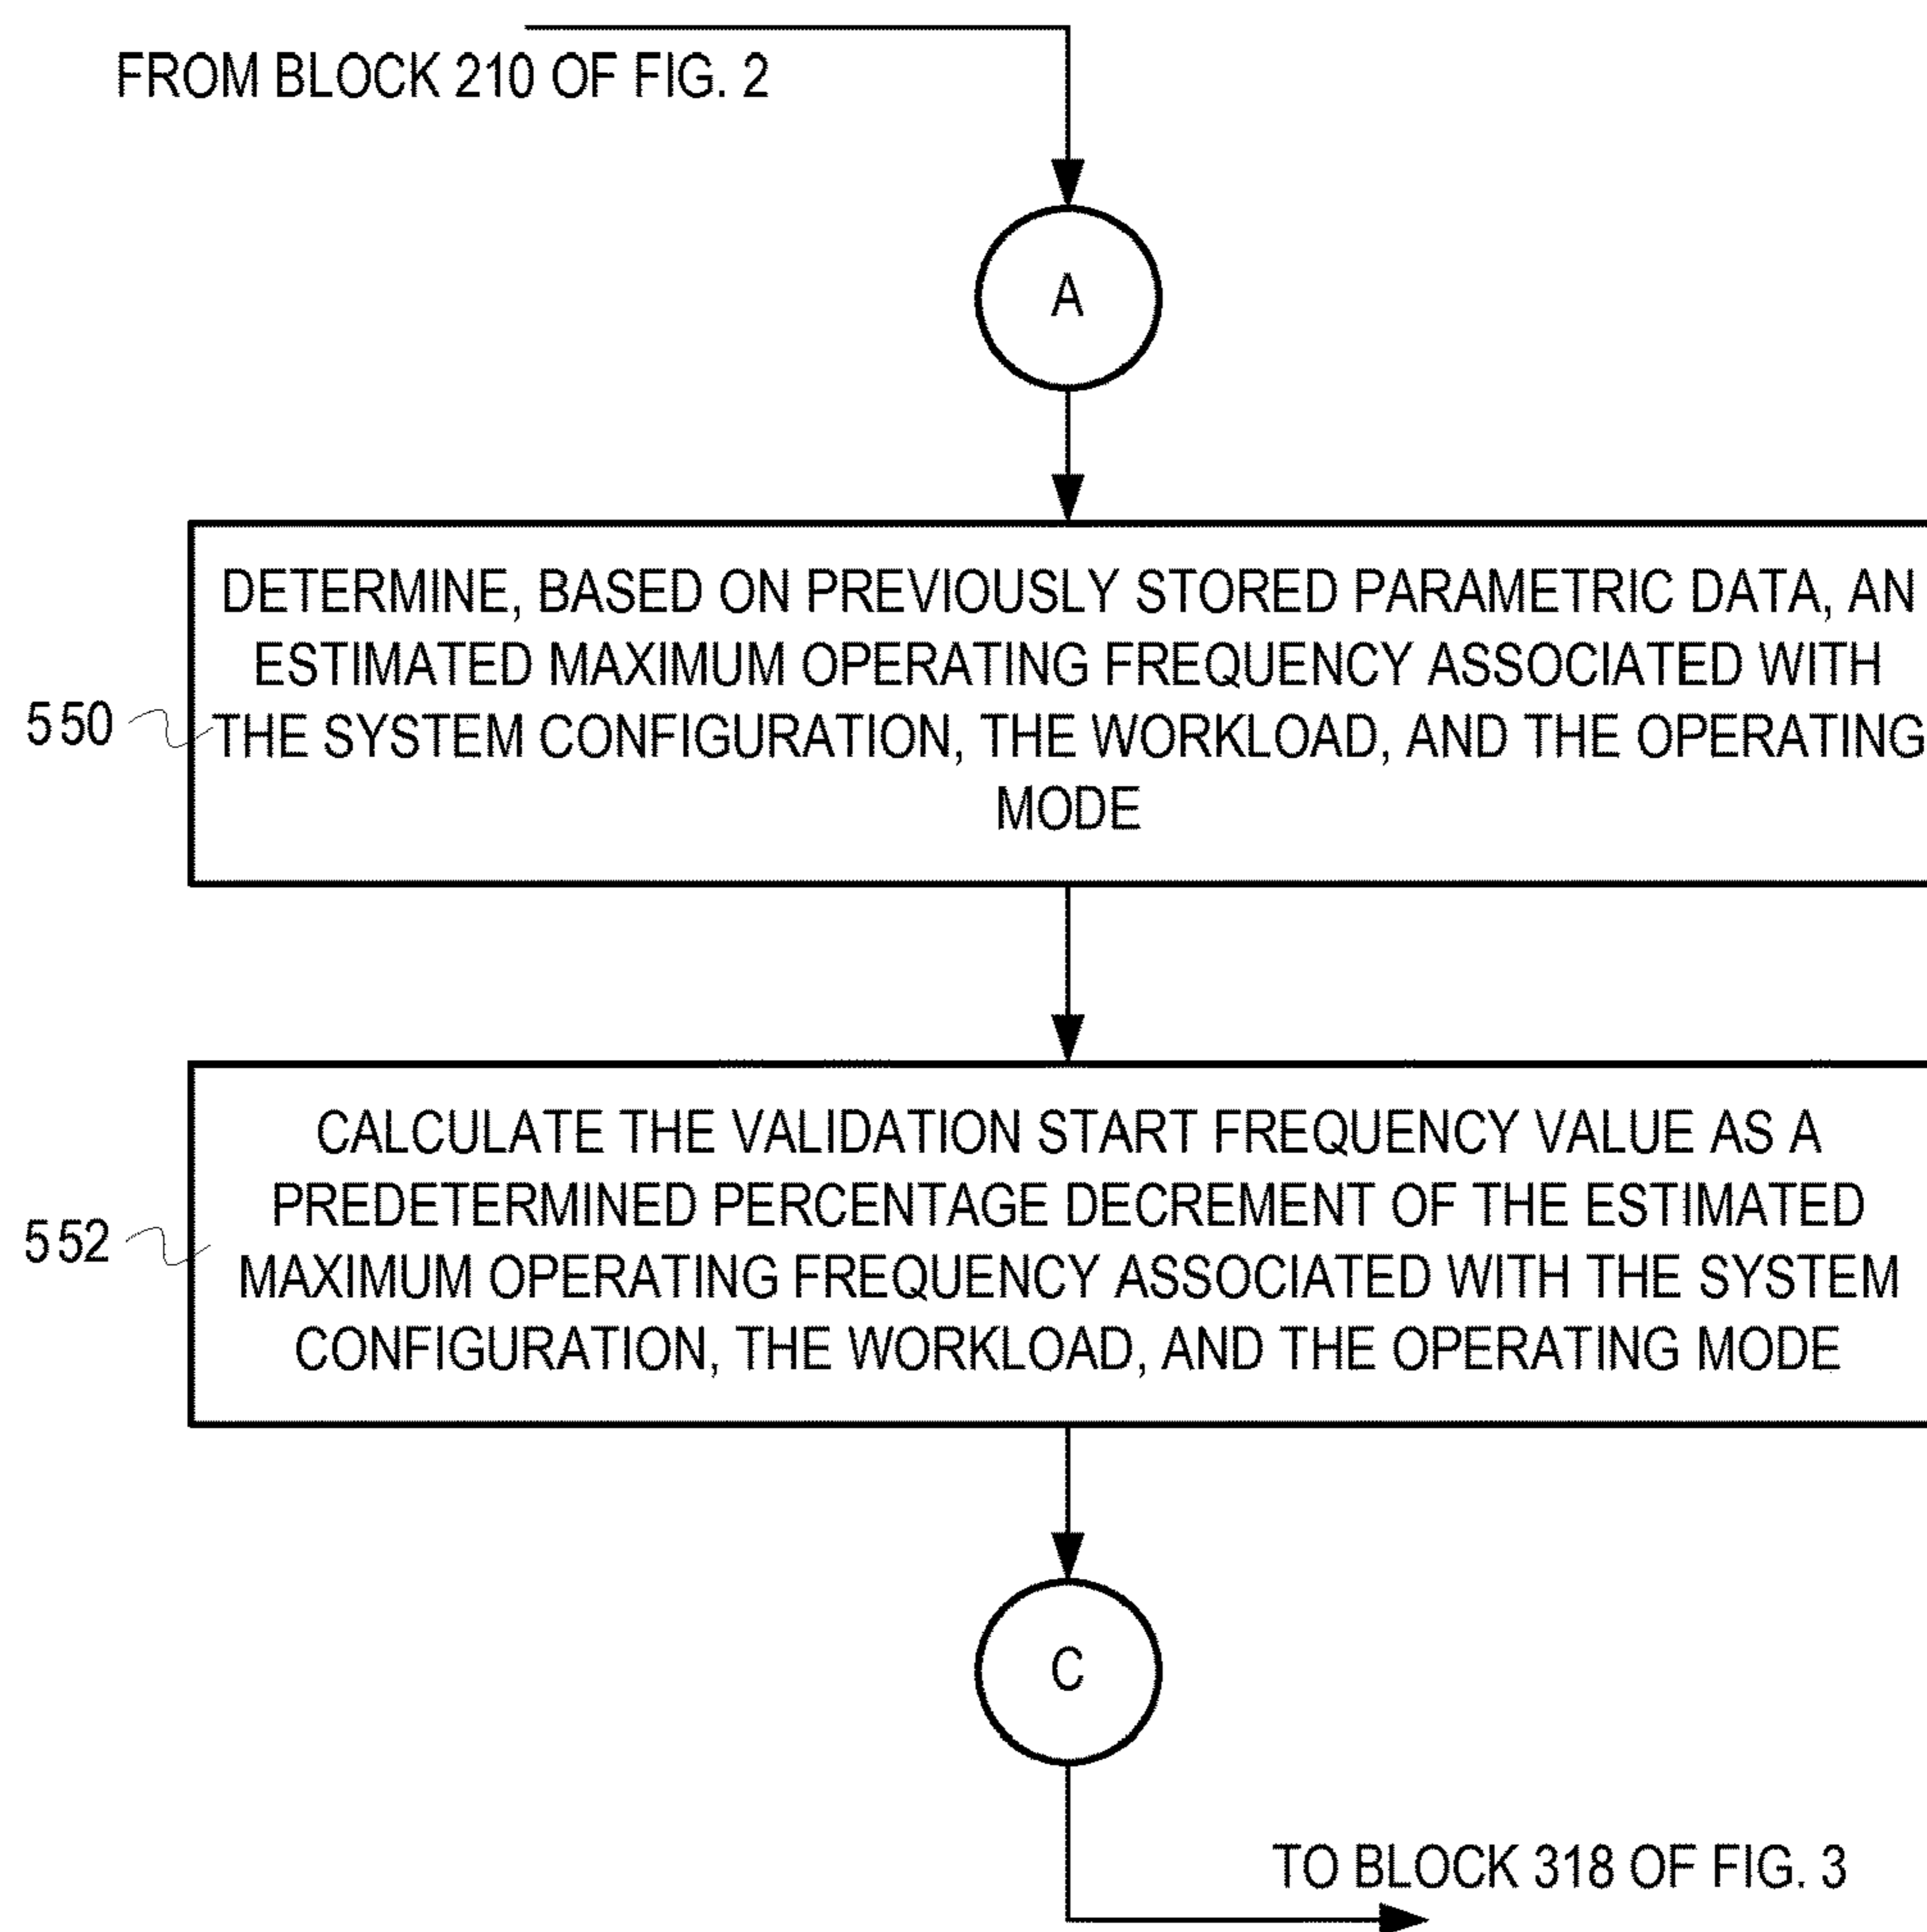 FROM BLOCK 210 OF FIG. 2
A
DETERMINE, BASED ON PREVIOUSLY STORED PARAMETRIC DATA, AN
ESTIMATED MAXIMUM OPERATING FREQUENCY ASSOCIATED WITH
THE SYSTEM CONFIGURATION, THE WORKLOAD, AND THE OPERATING
MODE
550
CALCULATE THE VALIDATION START FREQUENCY VALUE AS A
PREDETERMINED PERCENTAGE DECREMENT OF THE ESTIMATED
MAXIMUM OPERATING FREQUENCY ASSOCIATED WITH THE SYSTEM
CONFIGURATION, THE WORKLOAD, AND THE OPERATING MODE
552
C
TO BLOCK 318 OF FIG. 3